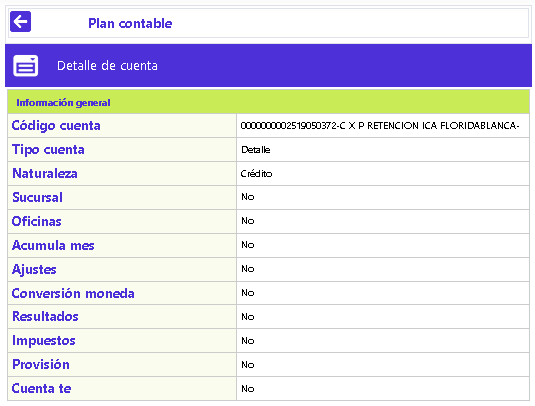 Plan contable
Detalle de cuenta
Información general
Código cuenta 0000000002519050372-C X P RETENCION ICA FLORIDABLANCA-
Tipo cuenta Detalle
Naturaleza Crédito
Sucursal No
Oficinas No
Acumula mes No
Ajustes No
Conversión moneda No
Resultados No
Impuestos No
Provisión No
Cuenta te No